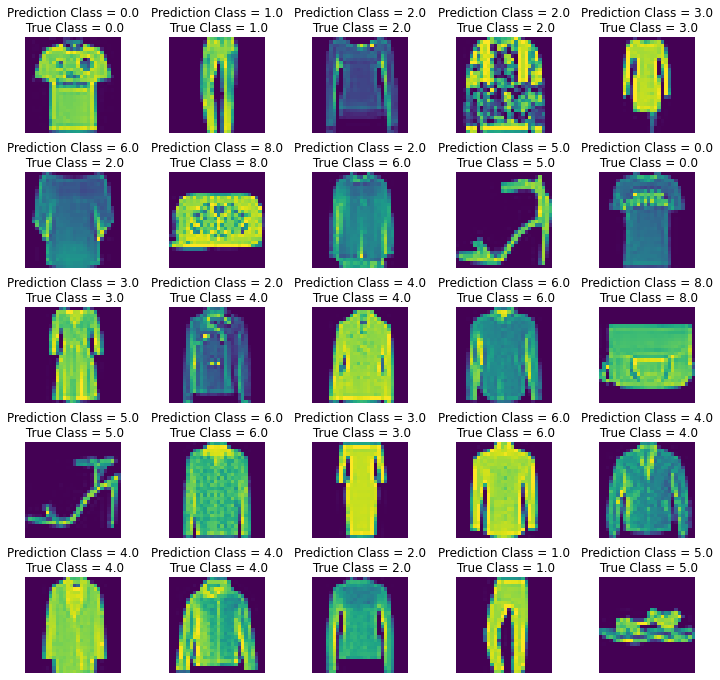 Prediction Class = 0.0 Prediction Class = 1.0 Prediction Class = 2.0 Prediction Class = 2.0 Prediction Class = 3.0
True Class = 0.0 True Class = 1.0 True Class = 2.0 True Class = 2.0 True Class = 3.0
Prediction Class = 6.0 Prediction Class = 8.0 Prediction Class = 2.0 Prediction Class = 5.0 Prediction Class = 0.0
True Class = 2.0 True Class = 8.0 True Class = 6.0 True Class = 5.0 True Class = 0.0
Prediction Class = 3.0 Prediction Class = 2.0 Prediction Class = 4.0 Prediction Class = 6.0 Prediction Class = 8.0
True Class = 3.0 True Class = 4.0 True Class = 4.0 True Class = 6.0 True Class = 8.0
Prediction Class = 5.0 Prediction Class = 6.0 Prediction Class = 3.0 Prediction Class = 6.0 Prediction Class = 4.0
True Class = 5.0 True Class = 6.0 True Class = 3.0 True Class = 6.0 True Class = 4.0
Prediction Class = 4.0 Prediction Class = 4.0 Prediction Class = 2.0 Prediction Class = 1.0 Prediction Class = 5.0
True Class = 4.0 True Class = 4.0 True Class = 2.0 True Class = 1.0 True Class = 5.0